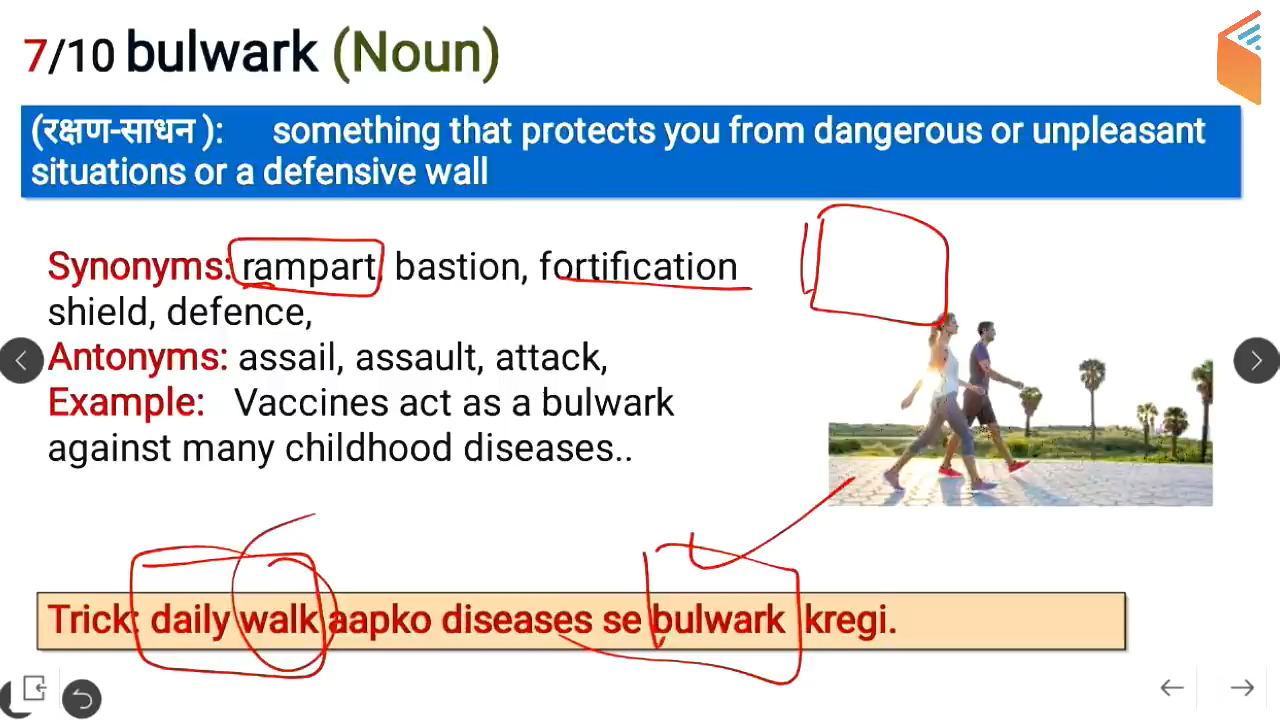 7/10 bulwark (Noun)
(रक्षण-साधन ): something that protects you from dangerous or unpleasant
situations or a defensive wall
Synonyms: rampart, bastion, fortification
shield, defence,
Antonyms: assail, assault, attack,
Example: Vaccines act as a bulwark
against many childhood diseases..
Trick: daily walk aapko diseases se bulwark kregi.